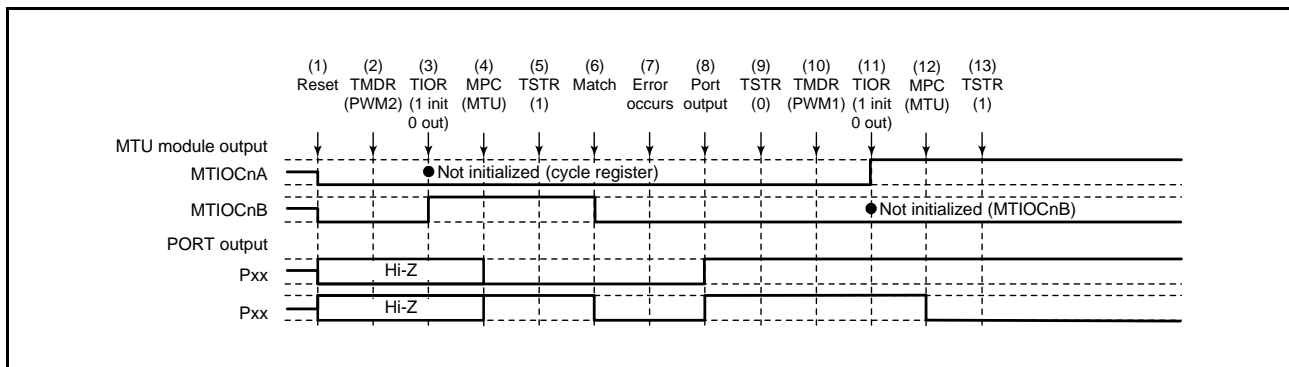 (1) (2) (3) (4) (5) (6) (7) (8) (9) (10) (11) (12) (13)
Reset TMDR TIOR MPC TSTR Match Error Port TSTR TMDR TIOR MPC TSTR
(PWM2) (1 init (MTU) (1) occurs output (0) (PWM1) (1 init (MTU) (1)
0 out) 0 out)
MTU module output
MTIOCnA ● Not initialized (cycle register)
MTIOCnB ● Not initialized (MTIOCnB)
PORT output
Pxx Hi-Z
Pxx Hi-Z